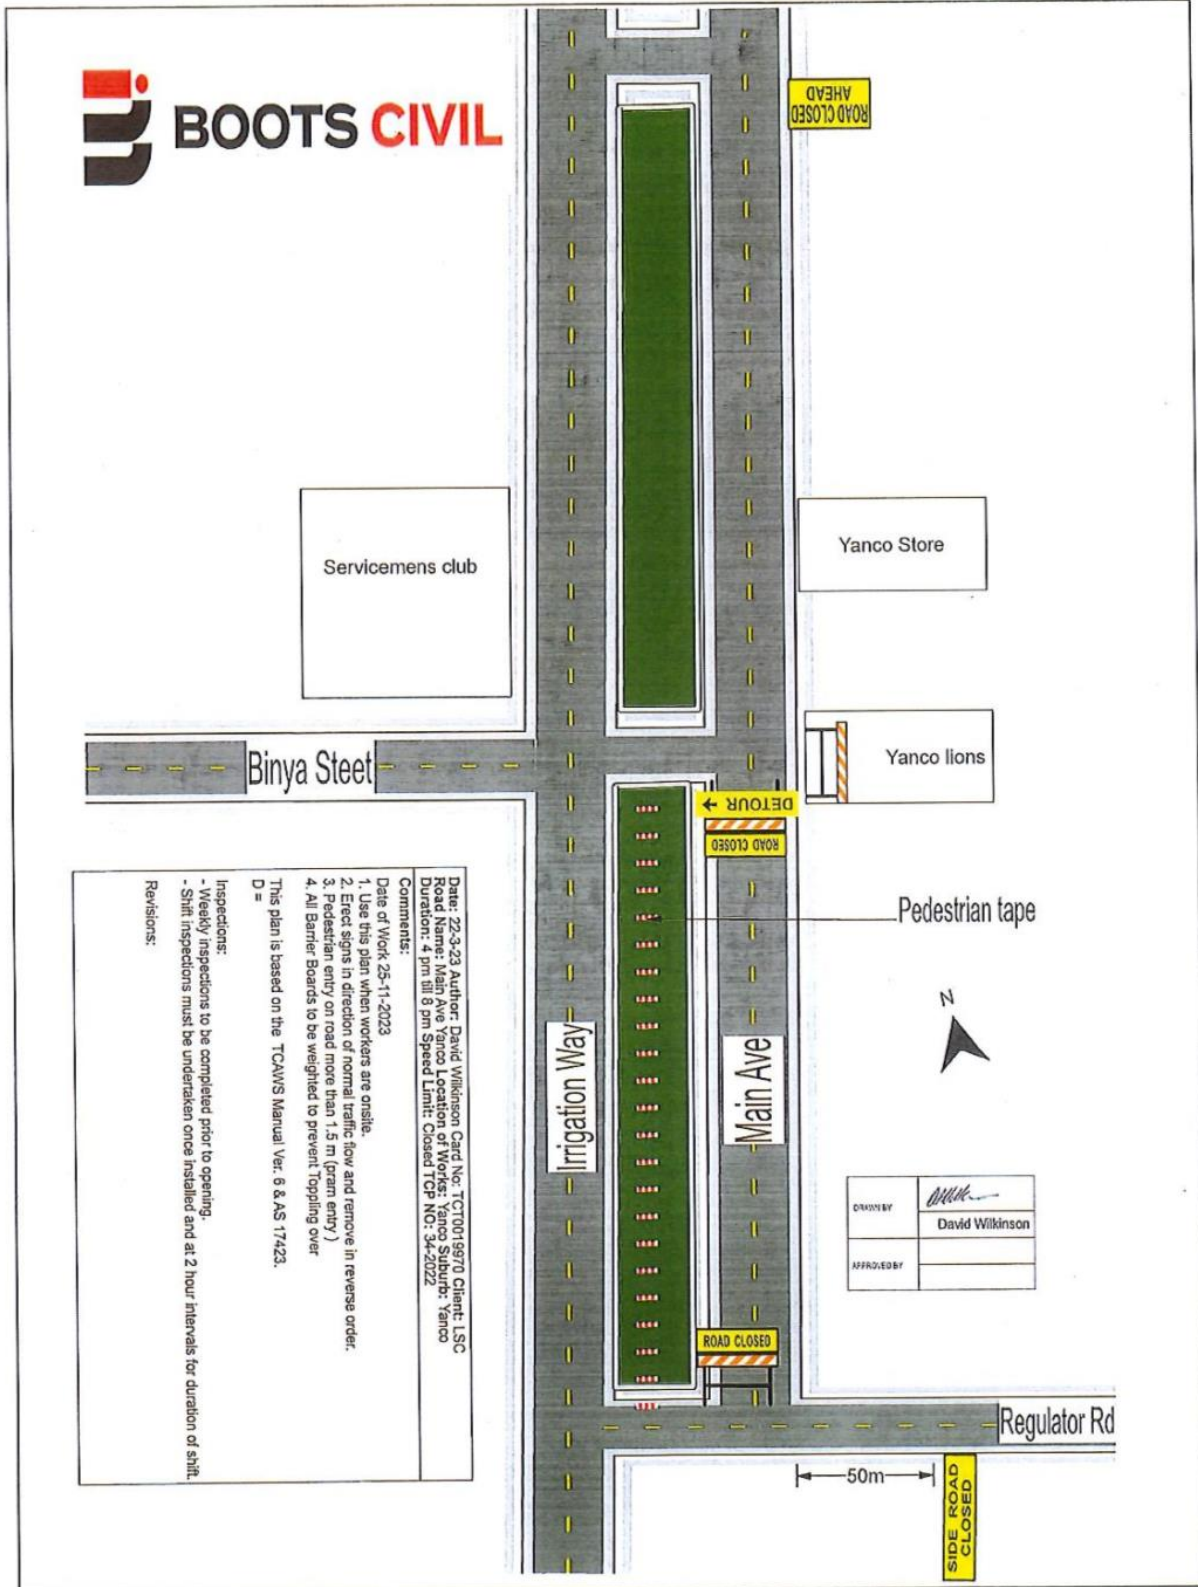 BOOTS CIVIL
ROAD CLOSED
AHEAD
Servicemens club
Yanco Store
Binya Steet
Yanco lions
DETOUR →
ROAD CLOSED
Pedestrian tape
N
Irrigation Way
Main Ave
DRAWN BY
David Wilkinson
APPROVED BY
ROAD CLOSED
Regulator Rd
50m
SIDE ROAD
CLOSED
Date: 22-3-23 Author: David Wilkinson Card No: TCT0019970 Client: LSC
Road Name: Main Ave Yanco Location of Works: Yanco Suburb: Yanco
Duration: 4 pm till 8 pm Speed Limit: Closed TCP NO: 34-2022
Comments:
Date of Work 25-11-2023
1. Use this plan when workers are onsite.
2. Erect signs in direction of normal traffic flow and remove in reverse order.
3. Pedestrian entry on road more than 1.5 m (pram entry )
4. All Barrier Boards to be weighted to prevent Toppling over
This plan is based on the TCAWS Manual Ver. 6 & AS 17423.
D =
Inspections:
- Weekly inspections to be completed prior to opening.
- Shift inspections must be undertaken once installed and at 2 hour intervals for duration of shift.
Revisions: